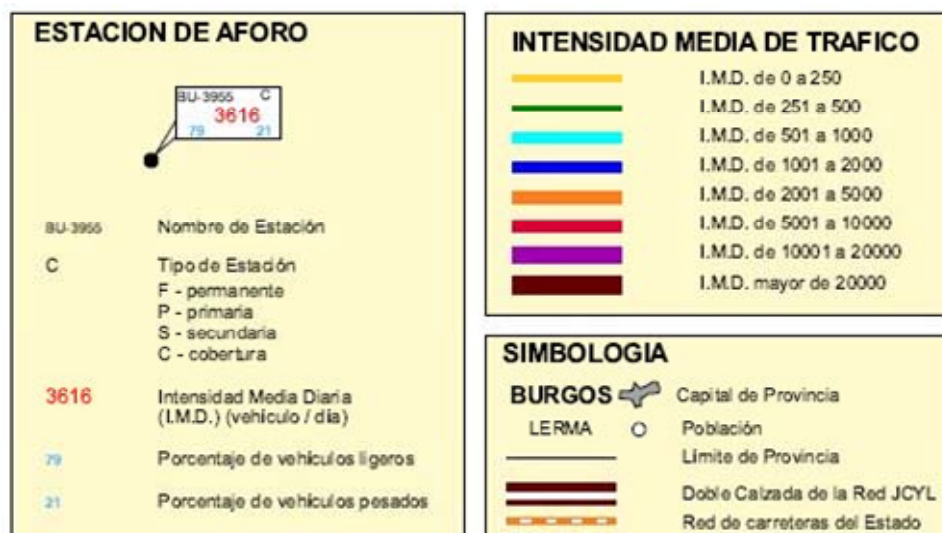 ESTACION DE AFORO
BU-3955 C
3616
79 21
BU-3955 Nombre de Estación
C Tipo de Estación
F - permanente
P - primaria
S - secundaria
C - cobertura
3616 Intensidad Media Diaria
(I.M.D.) (vehículo / día)
79 Porcentaje de vehículos ligeros
21 Porcentaje de vehículos pesados
INTENSIDAD MEDIA DE TRAFICO
I.M.D. de 0 a 250
I.M.D. de 251 a 500
I.M.D. de 501 a 1000
I.M.D. de 1001 a 2000
I.M.D. de 2001 a 5000
I.M.D. de 5001 a 10000
I.M.D. de 10001 a 20000
I.M.D. mayor de 20000
SIMBOLOGIA
BURGOS Capital de Provincia
LERMA Población
Límite de Provincia
Doble Calzada de la Red JCYL
Red de carreteras del Estado